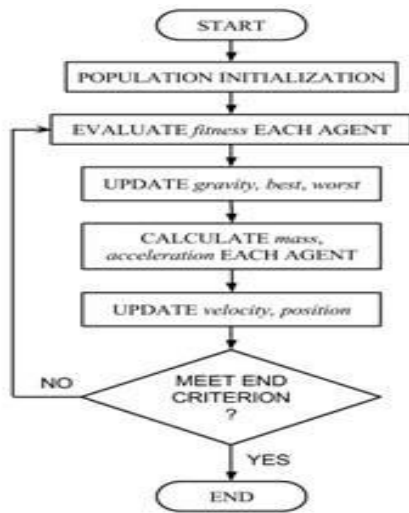 START
POPULATION INITIALIZATION
EVALUATE fitness EACH AGENT
UPDATE gravity, best, worst
CALCULATE mass,
acceleration EACH AGENT
UPDATE velocity, position
MEET END
CRITERION
?
NO
YES
END